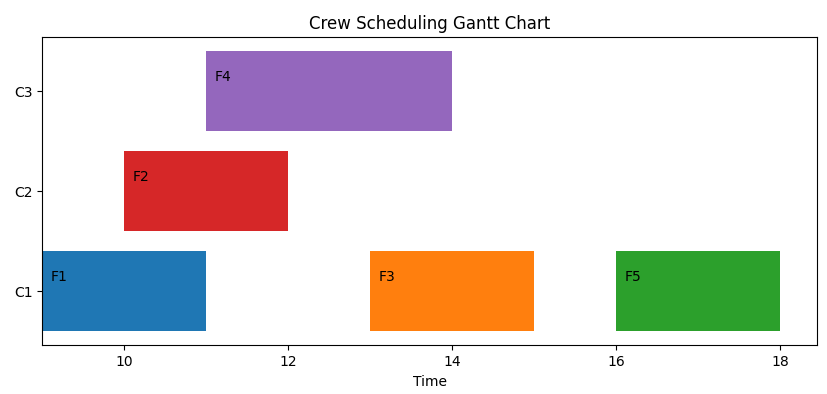 Crew Scheduling Gantt Chart
C3
F4
C2
F2
C1
F1
F3
F5
10
12
14
16
18
Time